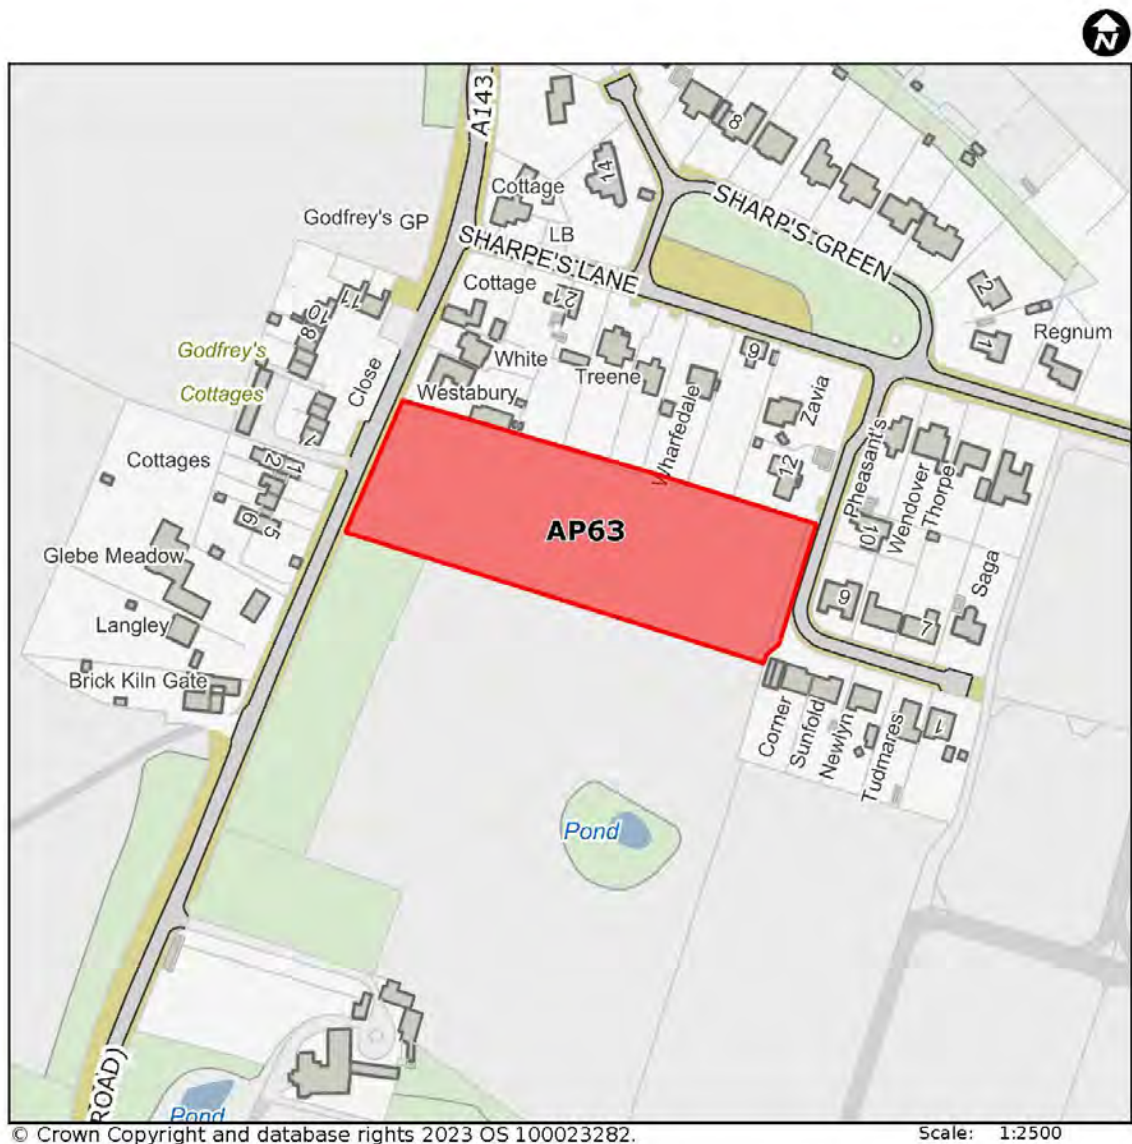 N
A143
8
Cottage
14
Godfrey's GP
SHARP'S GREEN
LB
SHARPE'S LANE
2
Cottage
21
11
10
8
1
Regnum
Godfrey's
Cottages
White
9
Treene
Close
Westabury
Zavia
Wharfedale
1
Pheasant's
Cottages
2
1
12
Wendover
Thorpe
6
5
AP63
10
Glebe Meadow
Saga
9
Langley
7
Brick Kiln Gate
Corner
Sunfold
Newlyn
Tudmares
1
Pond
ROAD)
Pond
© Crown Copyright and database rights 2023 OS 100023282.
Scale: 1:2500